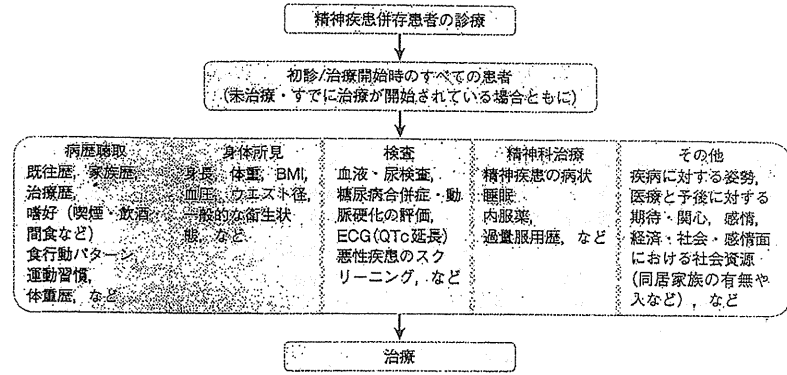 精神疾患併存患者の診療
初診/治療開始時のすべての患者
(未治療・すでに治療が開始されている場合ともに)
病歴聴取
既往歴, 家族歴,
治療歴,
嗜好(喫煙・飲酒
間食など)
食行動パターン,
運動習慣,
体重歴, など
身体所見
身長, 体重, BMI,
血圧, ウエスト径,
一般的な衛生状
態, など
検査
血液・尿検査,
糖尿病合併症・動
脈硬化の評価,
ECG(QTc延長)
悪性疾患のスク
リーニング, など
精神科治療
精神疾患の病状
睡眠
内服薬,
過量服用歴, など
その他
疾病に対する姿勢,
医療と予後に対する
期待・関心, 感情,
経済・社会・感情面
における社会資源
(同居家族の有無や
入など), など
治療